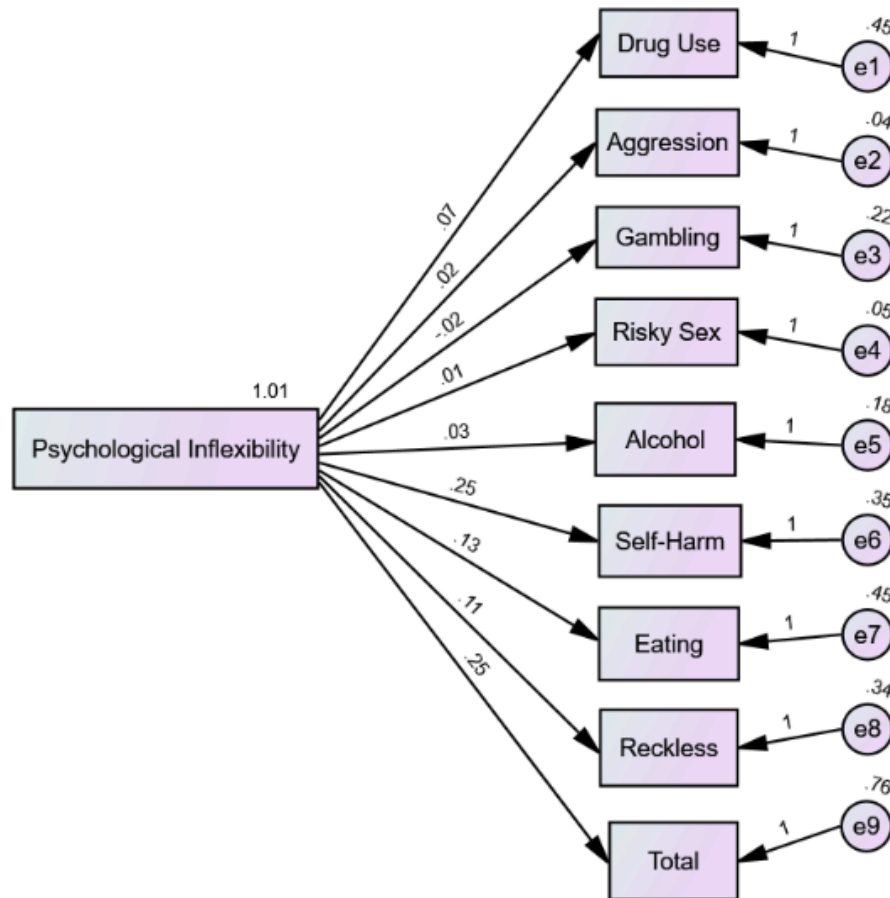 .45
Drug Use
1
e1
.04
Aggression
1
e2
.22
Gambling
1
e3
.05
Risky Sex
1
e4
.18
Alcohol
1
e5
.35
Self-Harm
1
e6
.45
Eating
1
e7
.34
Reckless
1
e8
.76
Total
1
e9
.07
.02
-.02
.01
.03
.25
.13
.11
.25
1.01
Psychological Inflexibility